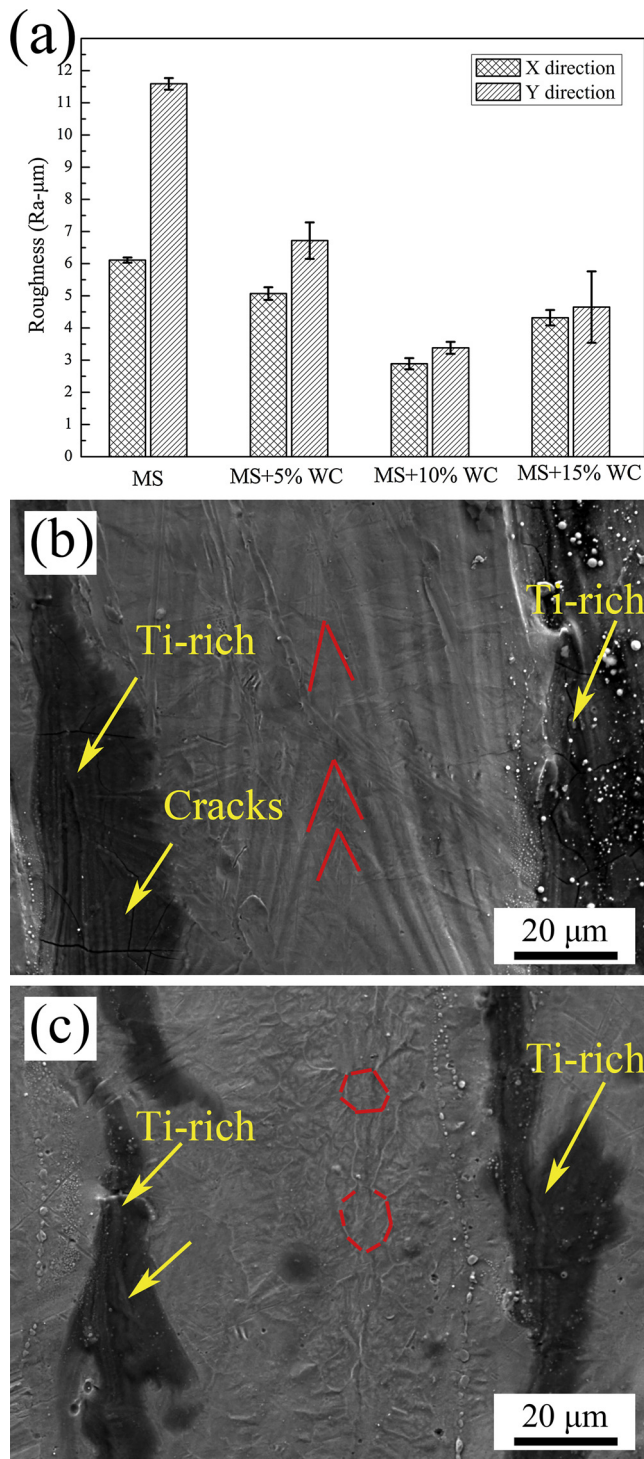 (a)
X direction
Y direction
Roughness (Ra-μm)
12
11
10
9
8
7
6
5
4
3
2
1
0
MS
MS+5% WC
MS+10% WC
MS+15% WC
(b)
Ti-rich
Ti-rich
Cracks
20 μm
(c)
Ti-rich
Ti-rich
20 μm